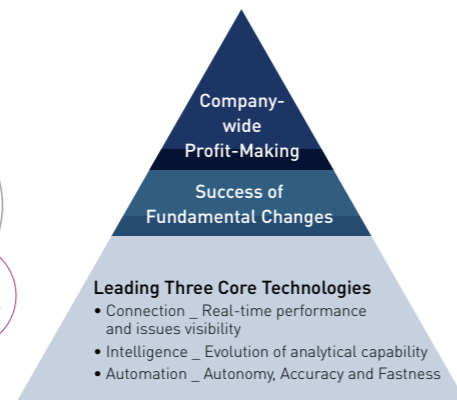 Company-
wide
Profit-Making
Success of
Fundamental Changes
Leading Three Core Technologies
• Connection _ Real-time performance
and issues visibility
• Intelligence _ Evolution of analytical capability
• Automation _ Autonomy, Accuracy and Fastness